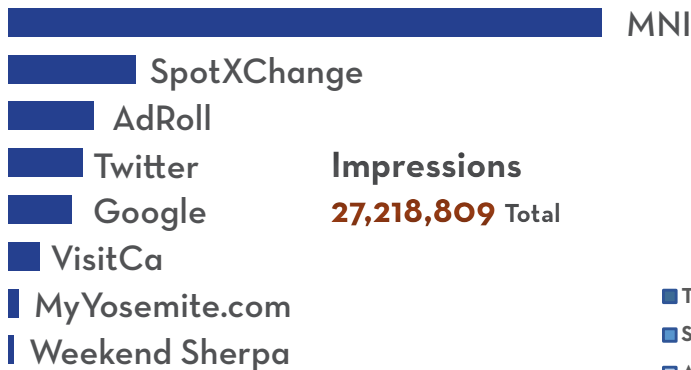 MNI
SpotXChange
AdRoll
Twitter
Impressions
Google
27,218,809 Total
VisitCa
MyYosemite.com
T
Weekend Sherpa
S